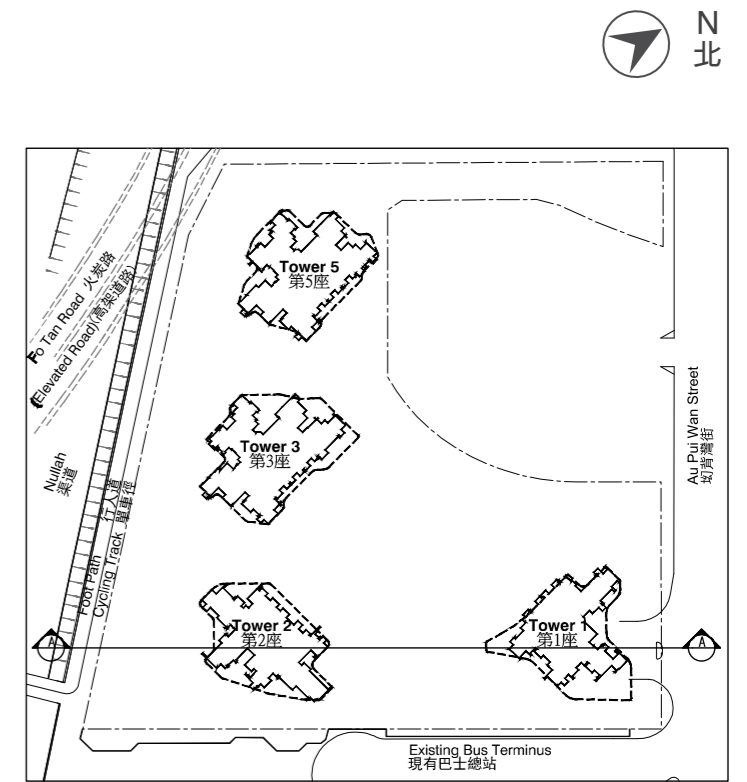 N
北
Tower 5
第5座
Fo Tan Road 火炭路
(Elevated Road)(高架道路)
Tower 3
第3座
Au Pui Wan Street
坳背灣街
Nullah
渠道
Foot Path 行人道
Cycling Track 單車徑
Tower 2
第2座
Tower 1
第1座
A
A
Existing Bus Terminus
現有巴士總站